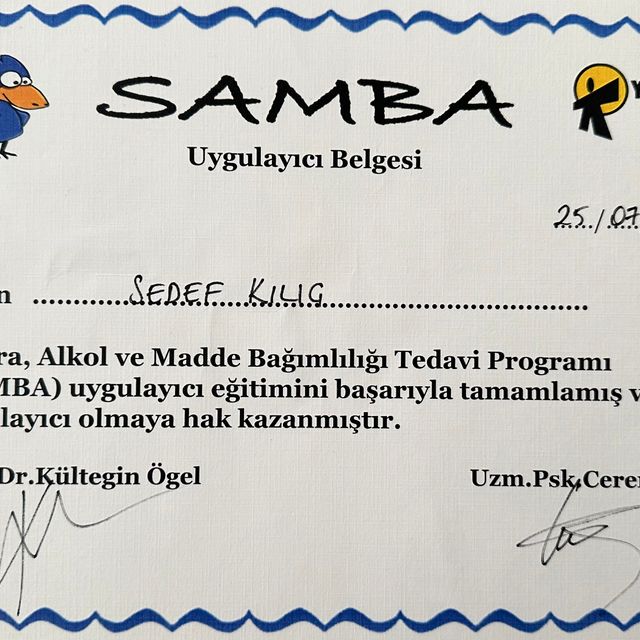 SAMBA
Uygulayıcı Belgesi
25./07
n ............SEDEF KILIÇ................................
ra, Alkol ve Madde Bağımlılığı Tedavi Programı
MBA) uygulayıcı eğitimini başarıyla tamamlamış v
layıcı olmaya hak kazanmıştır.
Dr.Kültegin Ögel
Uzm.Psk.Ceren